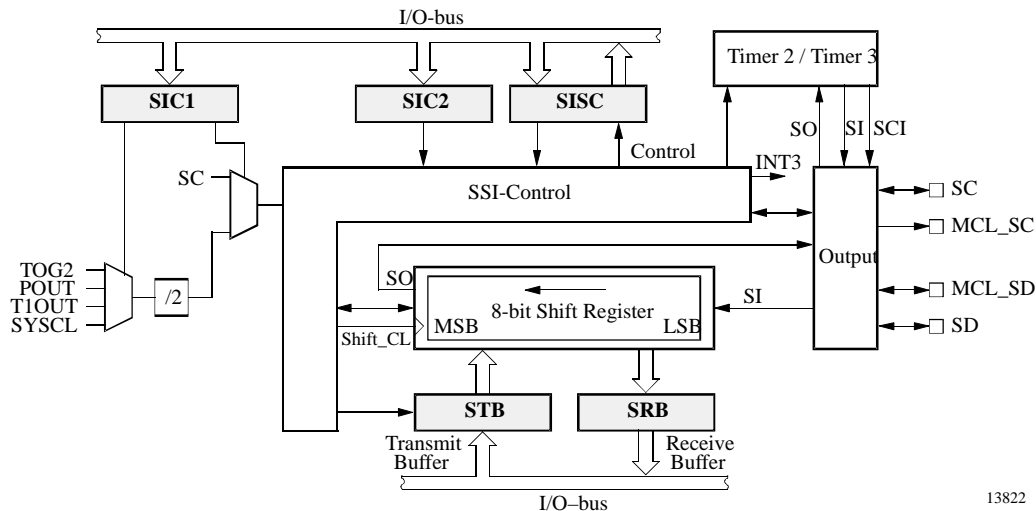 I/O-bus
Timer 2 / Timer 3
SIC1
SIC2
SISC
SO
SI
SCI
Control
INT3
SC
SSI-Control
SC
MCL_SC
Output
TOG2
POUT
T1OUT
SYSCL
/2
SO
8-bit Shift Register
MSB
LSB
SI
MCL_SD
SD
Shift_CL
STB
SRB
Transmit
Buffer
Receive
Buffer
I/O–bus
13822